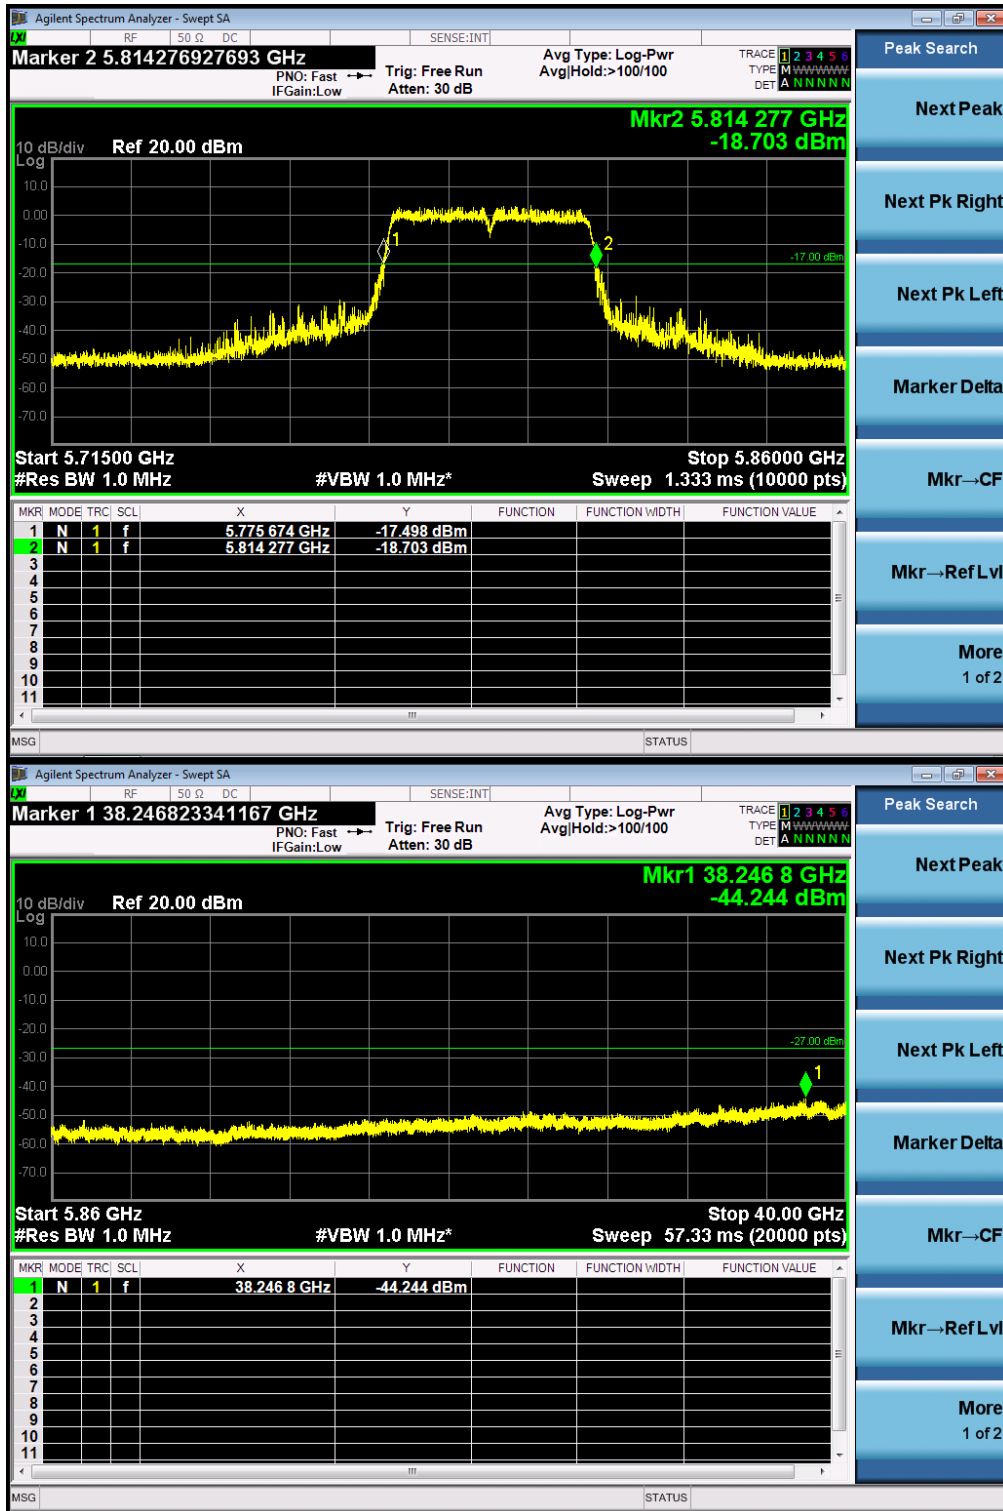 Agilent Spectrum Analyzer - Swept SA
LXI RF 50 Ω DC SENSE:INT
Marker 2 5.814276927693 GHz
PNO: Fast
IFGain:Low
Trig: Free Run
Atten: 30 dB
Avg Type: Log-Pwr
Avg|Hold:>100/100
TRACE 1 2 3 4 5 6
TYPE M WWWWW
DET A N N N N N
Mkr2 5.814 277 GHz
-18.703 dBm
10 dB/div Ref 20.00 dBm
Log
10.0
0.00
-10.0
-20.0
-30.0
-40.0
-50.0
-60.0
-70.0
1
2
-17.00 dBm
Start 5.71500 GHz Stop 5.86000 GHz
#Res BW 1.0 MHz #VBW 1.0 MHz* Sweep 1.333 ms (10000 pts)
MKR MODE TRC SCL X Y FUNCTION FUNCTION WIDTH FUNCTION VALUE
1 N 1 f 5.775 674 GHz -17.498 dBm
2 N 1 f 5.814 277 GHz -18.703 dBm
3
4
5
6
7
8
9
10
11
MSG STATUS
Peak Search
Next Peak
Next Pk Right
Next Pk Left
Marker Delta
Mkr→CF
Mkr→Ref Lvl
More
1 of 2
Agilent Spectrum Analyzer - Swept SA
LXI RF 50 Ω DC SENSE:INT
Marker 1 38.246823341167 GHz
PNO: Fast
IFGain:Low
Trig: Free Run
Atten: 30 dB
Avg Type: Log-Pwr
Avg|Hold:>100/100
TRACE 1 2 3 4 5 6
TYPE M WWWWW
DET A N N N N N
Mkr1 38.246 8 GHz
-44.244 dBm
10 dB/div Ref 20.00 dBm
Log
10.0
0.00
-10.0
-20.0
-30.0
-40.0
-50.0
-60.0
-70.0
-27.00 dBm
1
Start 5.86 GHz Stop 40.00 GHz
#Res BW 1.0 MHz #VBW 1.0 MHz* Sweep 57.33 ms (20000 pts)
MKR MODE TRC SCL X Y FUNCTION FUNCTION WIDTH FUNCTION VALUE
1 N 1 f 38.246 8 GHz -44.244 dBm
2
3
4
5
6
7
8
9
10
11
MSG STATUS
Peak Search
Next Peak
Next Pk Right
Next Pk Left
Marker Delta
Mkr→CF
Mkr→Ref Lvl
More
1 of 2